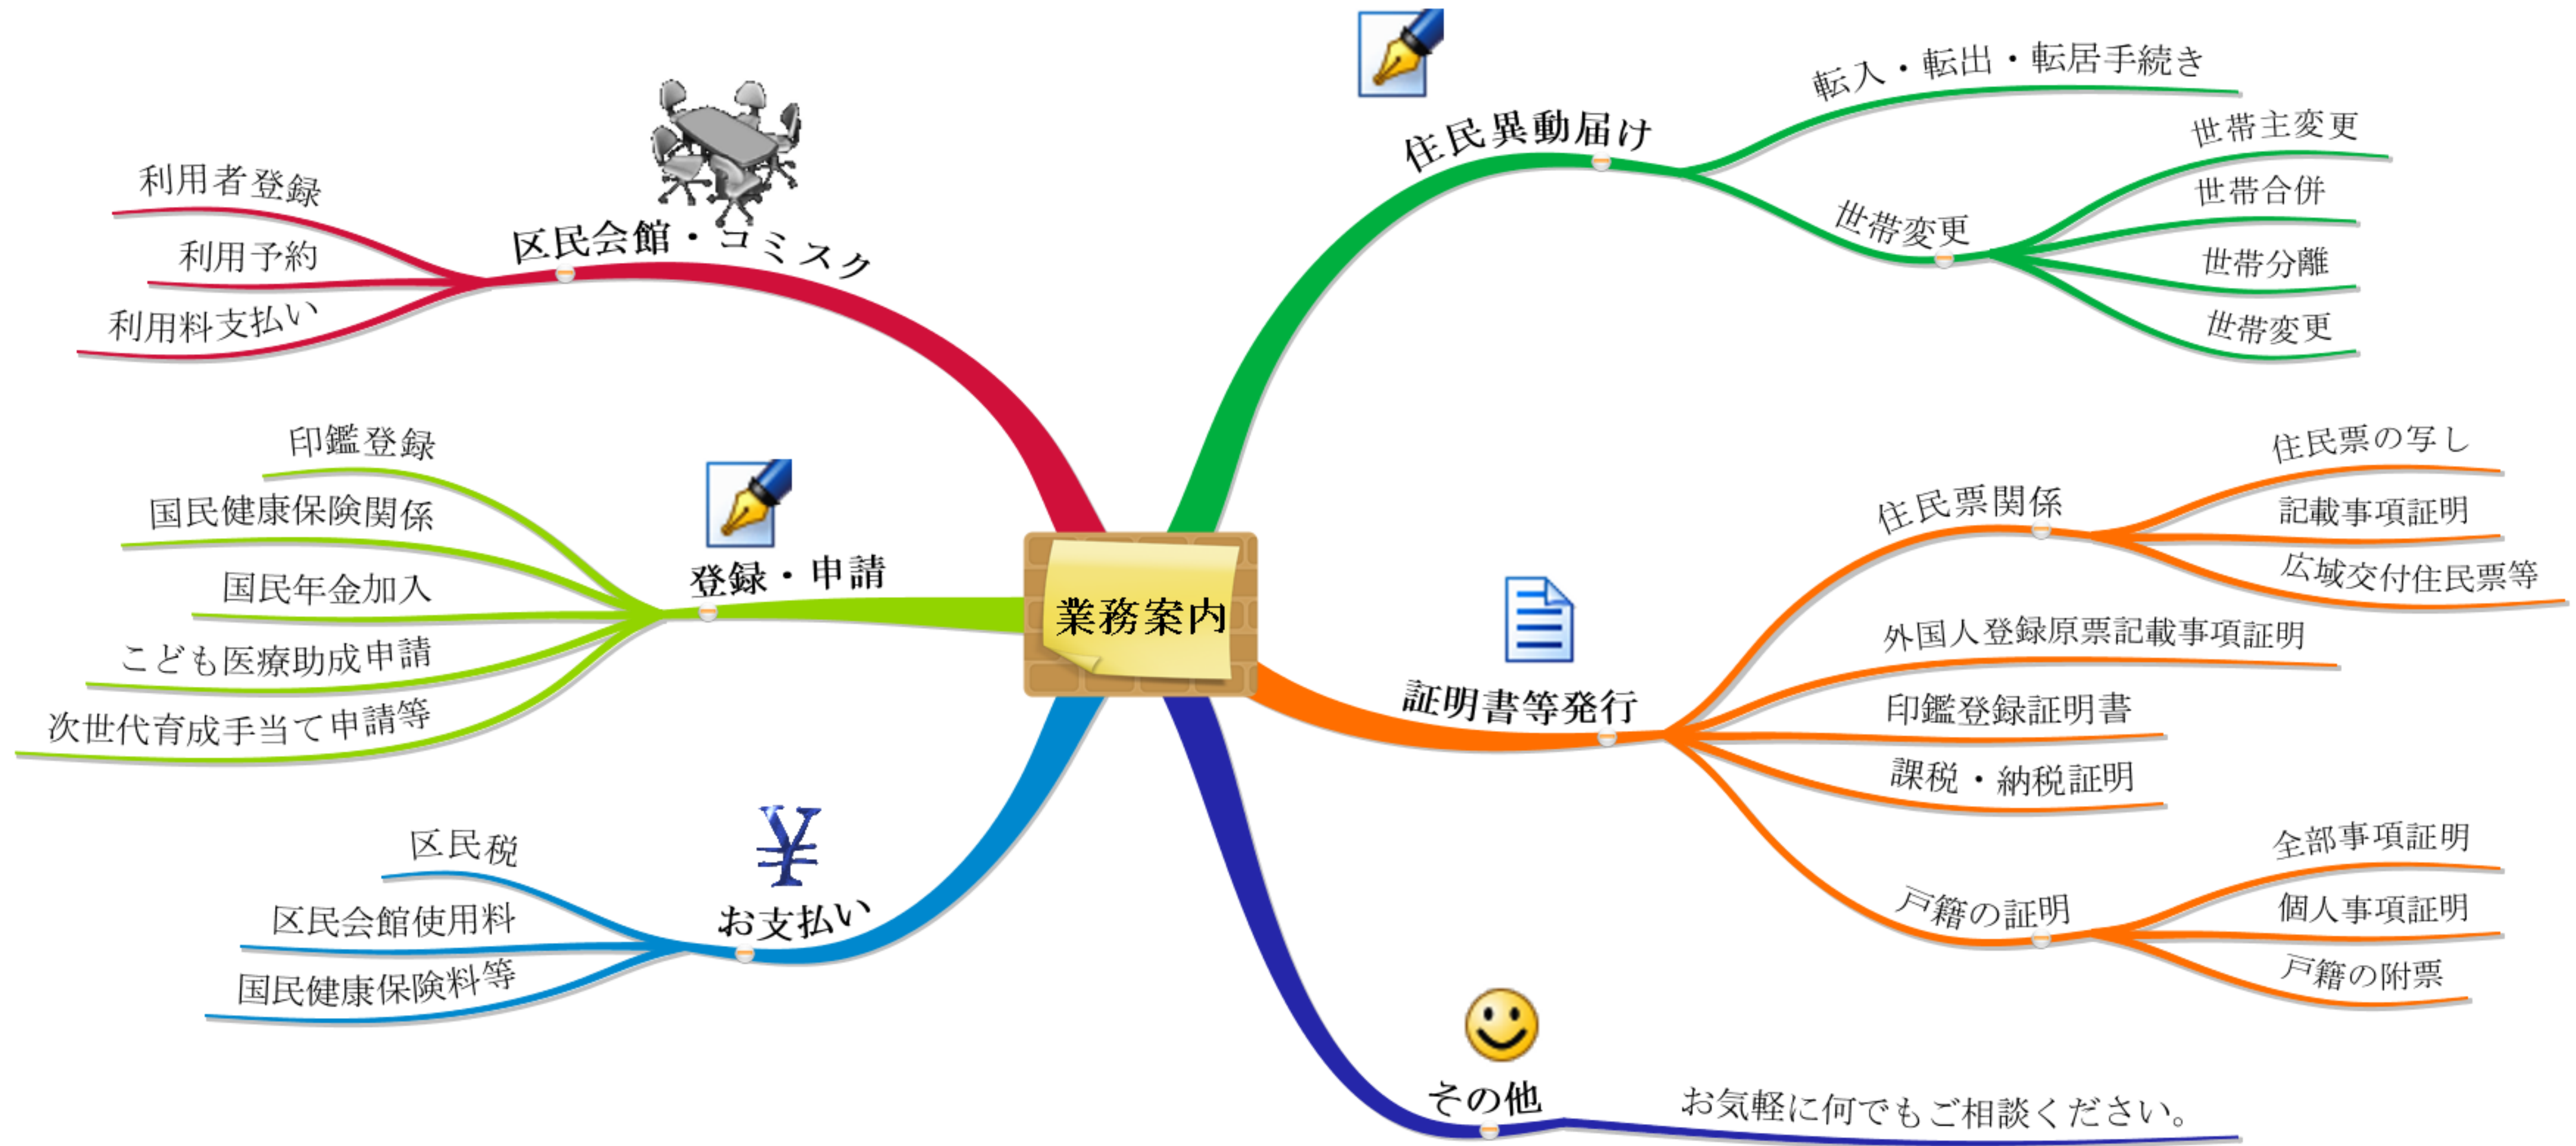 業務案内
住民異動届け
転入・転出・転居手続き
世帯変更
世帯主変更
世帯合併
世帯分離
世帯変更
証明書等発行
住民票関係
住民票の写し
記載事項証明
広域交付住民票等
外国人登録原票記載事項証明
印鑑登録証明書
課税・納税証明
戸籍の証明
全部事項証明
個人事項証明
戸籍の附票
その他
お気軽に何でもご相談ください。
区民会館・コミスク
利用者登録
利用予約
利用料支払い
登録・申請
印鑑登録
国民健康保険関係
国民年金加入
こども医療助成申請
次世代育成手当て申請等
¥
お支払い
区民税
区民会館使用料
国民健康保険料等